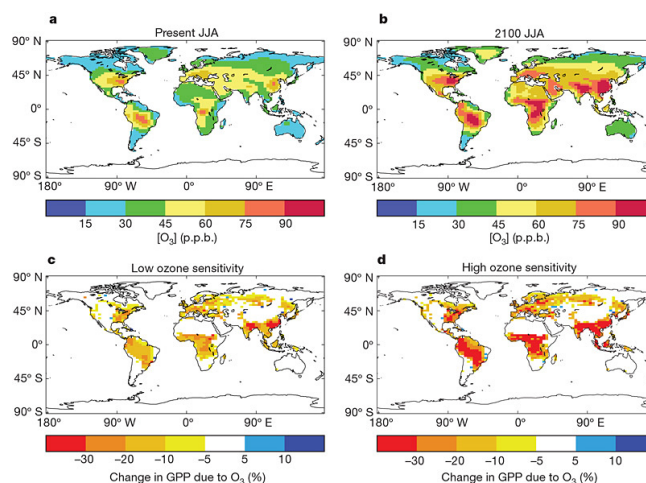 a
Present JJA
90° N
45° N
0°
45° S
90° S
180°
90° W
0°
90° E
15 30 45 60 75 90
[O₃] (p.p.b.)
b
2100 JJA
90° N
45° N
0°
45° S
90° S
180°
90° W
0°
90° E
15 30 45 60 75 90
[O₃] (p.p.b.)
c
Low ozone sensitivity
90° N
45° N
0°
45° S
90° S
180°
90° W
0°
90° E
−30 −20 −10 −5 5 10
Change in GPP due to O₃ (%)
d
High ozone sensitivity
90° N
45° N
0°
45° S
90° S
180°
90° W
0°
90° E
−30 −20 −10 −5 5 10
Change in GPP due to O₃ (%)